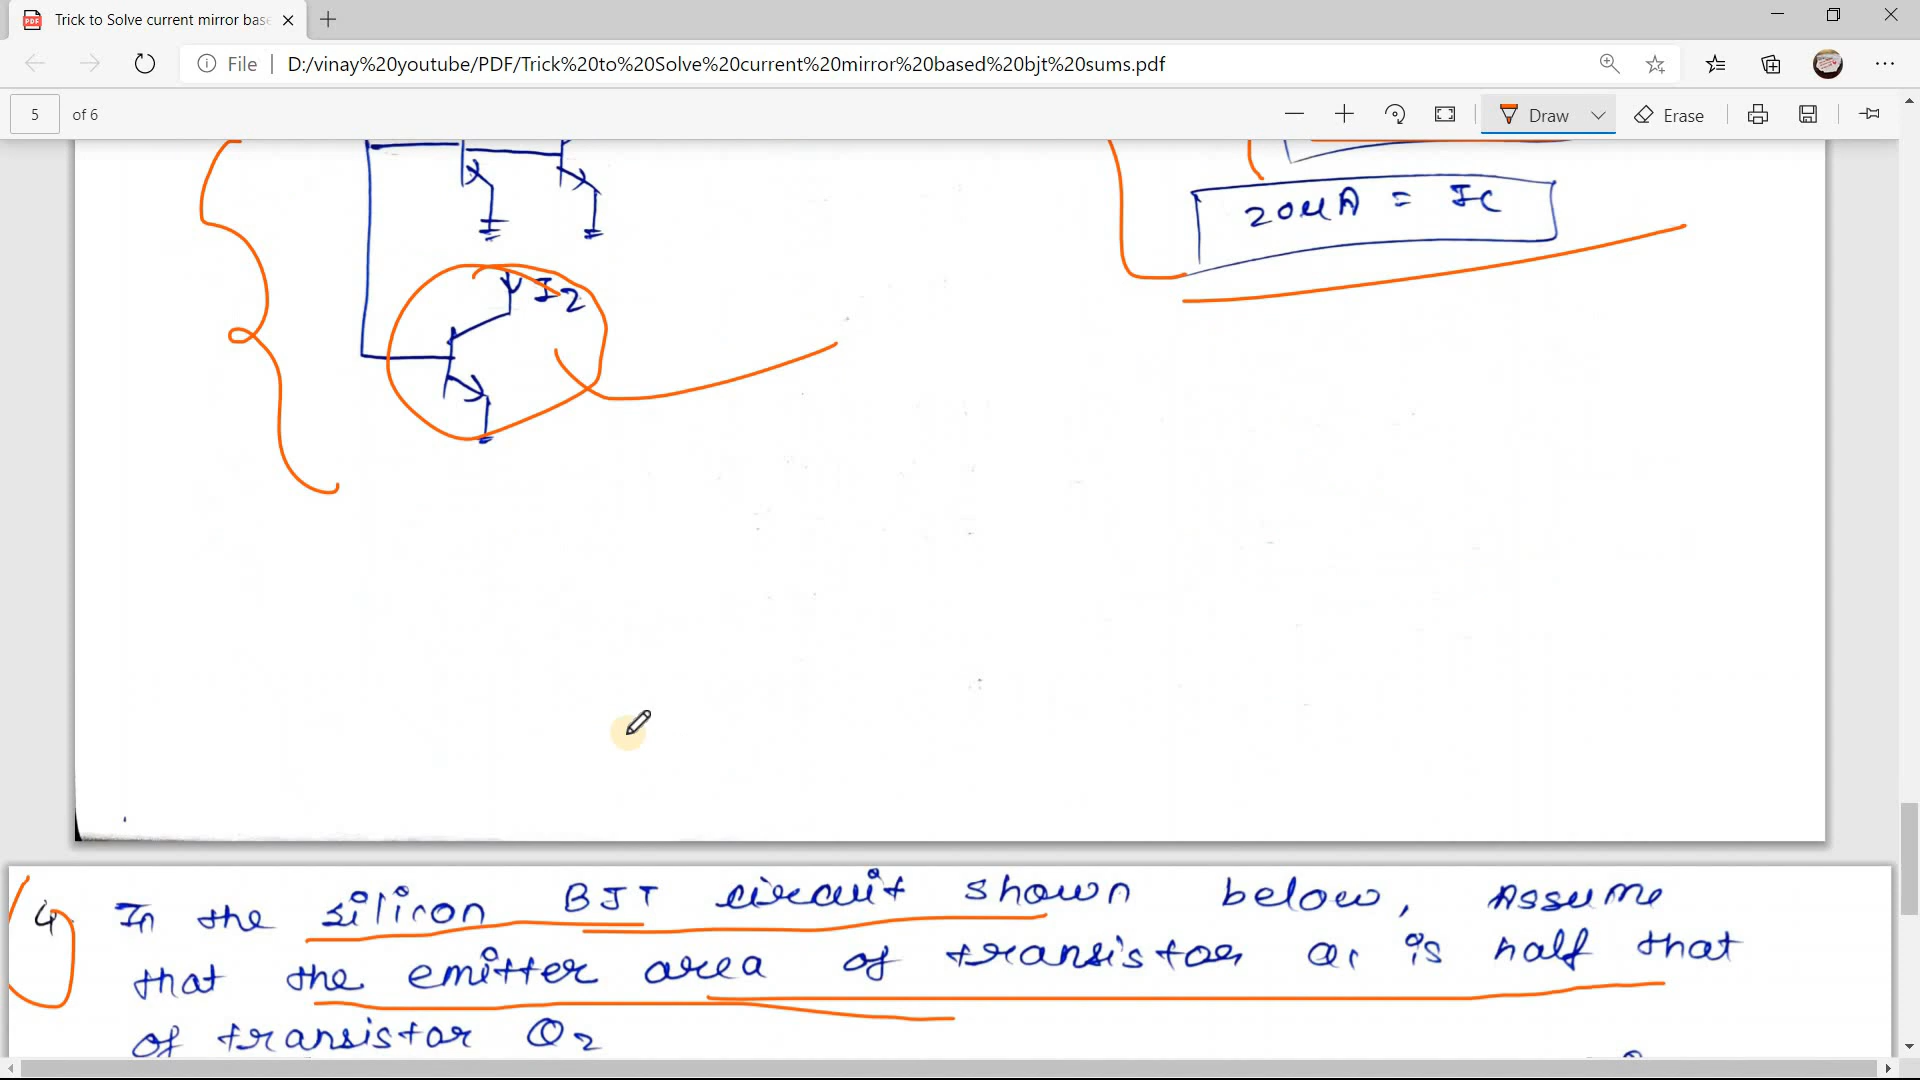 Trick to Solve current mirror base
File
D:/vinay%20youtube/PDF/Trick%20to%20Solve%20current%20mirror%20based%20bjt%20sums.pdf
5 of 6
Draw
Erase
20uA = IC
I2
4 In the silicon BJT circuit shown below, Assume
that the emitter area of transistor Q1 is half that
of transistor Q2